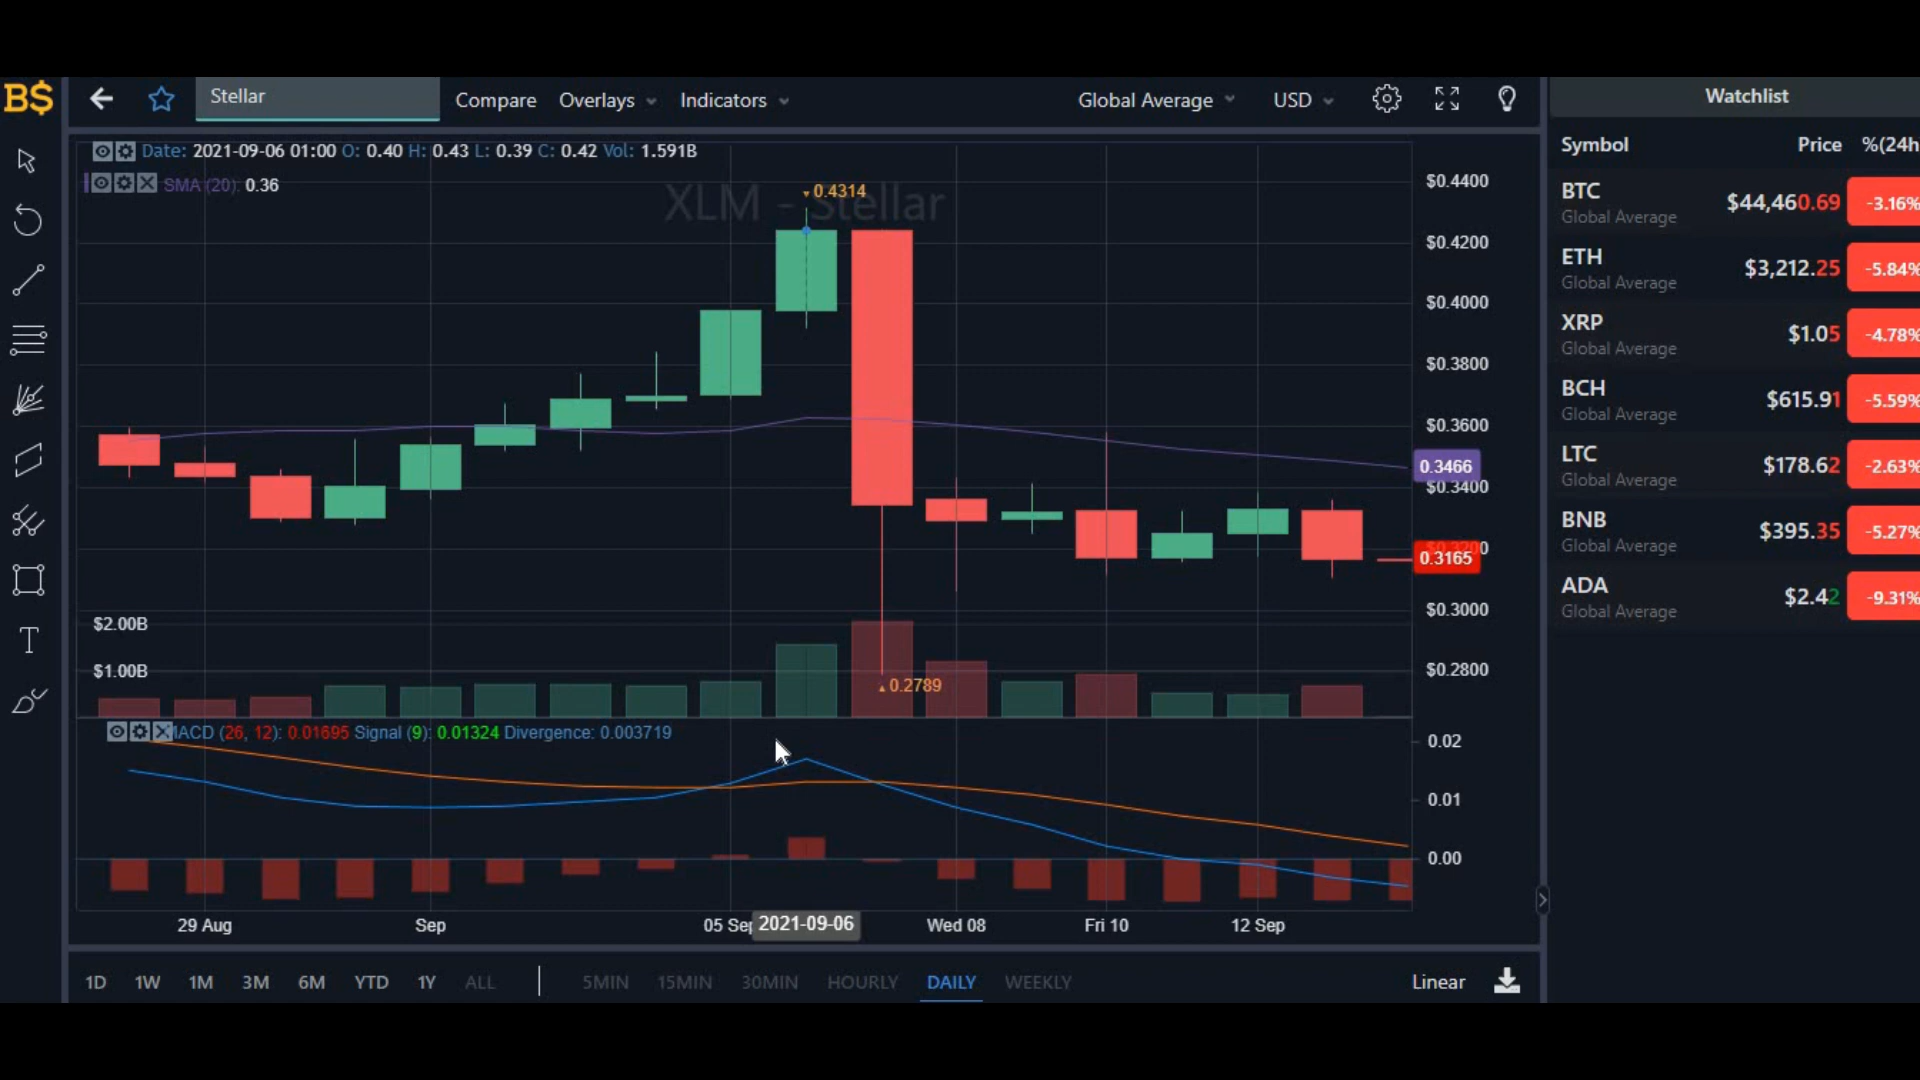 B$
Stellar
Compare Overlays Indicators Global Average USD
Date: 2021-09-06 01:00 O: 0.40 H: 0.43 L: 0.39 C: 0.42 Vol: 1.591B
SMA (20): 0.36
XLM - Stellar
0.4314
$0.4400
$0.4200
$0.4000
$0.3800
$0.3600
0.3466
$0.3400
0.3165
$0.3000
$2.00B
$1.00B
$0.2800
0.2789
MACD (26, 12): 0.01695 Signal (9): 0.01324 Divergence: 0.003719
0.02
0.01
0.00
29 Aug Sep 05 Sep 2021-09-06 Wed 08 Fri 10 12 Sep
1D 1W 1M 3M 6M YTD 1Y ALL 5MIN 15MIN 30MIN HOURLY DAILY WEEKLY Linear
Watchlist
Symbol Price %(24h
BTC $44,460.69 -3.16%
Global Average
ETH $3,212.25 -5.84%
Global Average
XRP $1.05 -4.78%
Global Average
BCH $615.91 -5.59%
Global Average
LTC $178.62 -2.63%
Global Average
BNB $395.35 -5.27%
Global Average
ADA $2.42 -9.31%
Global Average